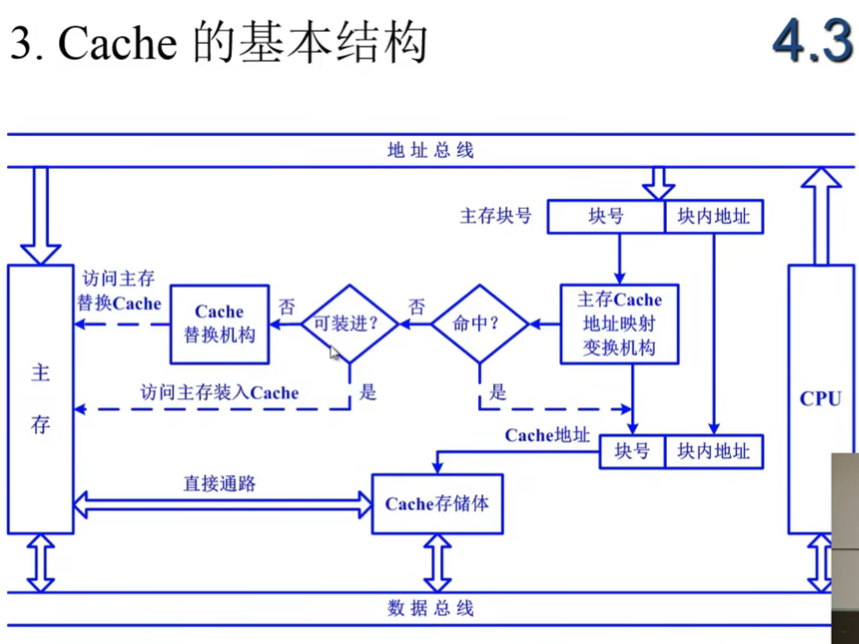 3. Cache 的基本结构
4.3
地址总线
主存块号
块号
块内地址
访问主存
替换Cache
Cache
替换机构
否
可装进？
否
命中？
主存Cache
地址映射
变换机构
主
存
访问主存装入Cache
是
是
CPU
Cache地址
块号
块内地址
直接通路
Cache存储体
数据总线